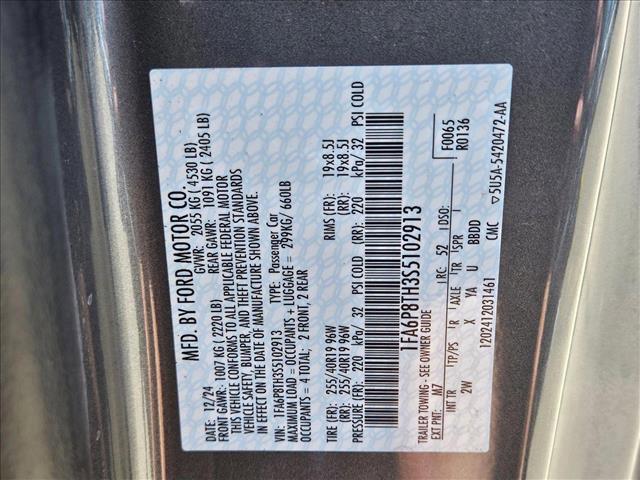 MFD. BY FORD MOTOR CO.
DATE: 12/24 GVWR: 2055 KG ( 4530 LB)
FRONT GAWR: 1007 KG ( 2220 LB) REAR GAWR: 1091 KG ( 2405 LB)
THIS VEHICLE CONFORMS TO ALL APPLICABLE FEDERAL MOTOR
VEHICLE SAFETY, BUMPER, AND THEFT PREVENTION STANDARDS
IN EFFECT ON THE DATE OF MANUFACTURE SHOWN ABOVE.
VIN: 1FA6P8TH3S5102913 Passenger Car
MAXIMUM LOAD = OCCUPANTS + LUGGAGE = 299KG/ 660LB
OCCUPANTS = 4 TOTAL: 2 FRONT, 2 REAR
TIRE (FR): 255/40R19 96W RIMS (FR): 19x8.5J
TIRE (RR): 255/40R19 96W RIMS (RR): 19x8.5J
PRESSURE (FR): 220 kPa/ 32 PSI COLD (RR): 220 kPa/ 32 PSI COLD
1FA6P8TH3S5102913
TRAILER TOWING - SEE OWNER GUIDE F0065
EXT PNT: M7 RC: 52 DSO: R0136
INT TR TP/PS R AXLE TR SPR
2W X YA U BBDD
1202412031461 CMC ▽5U5A-5420472-AA